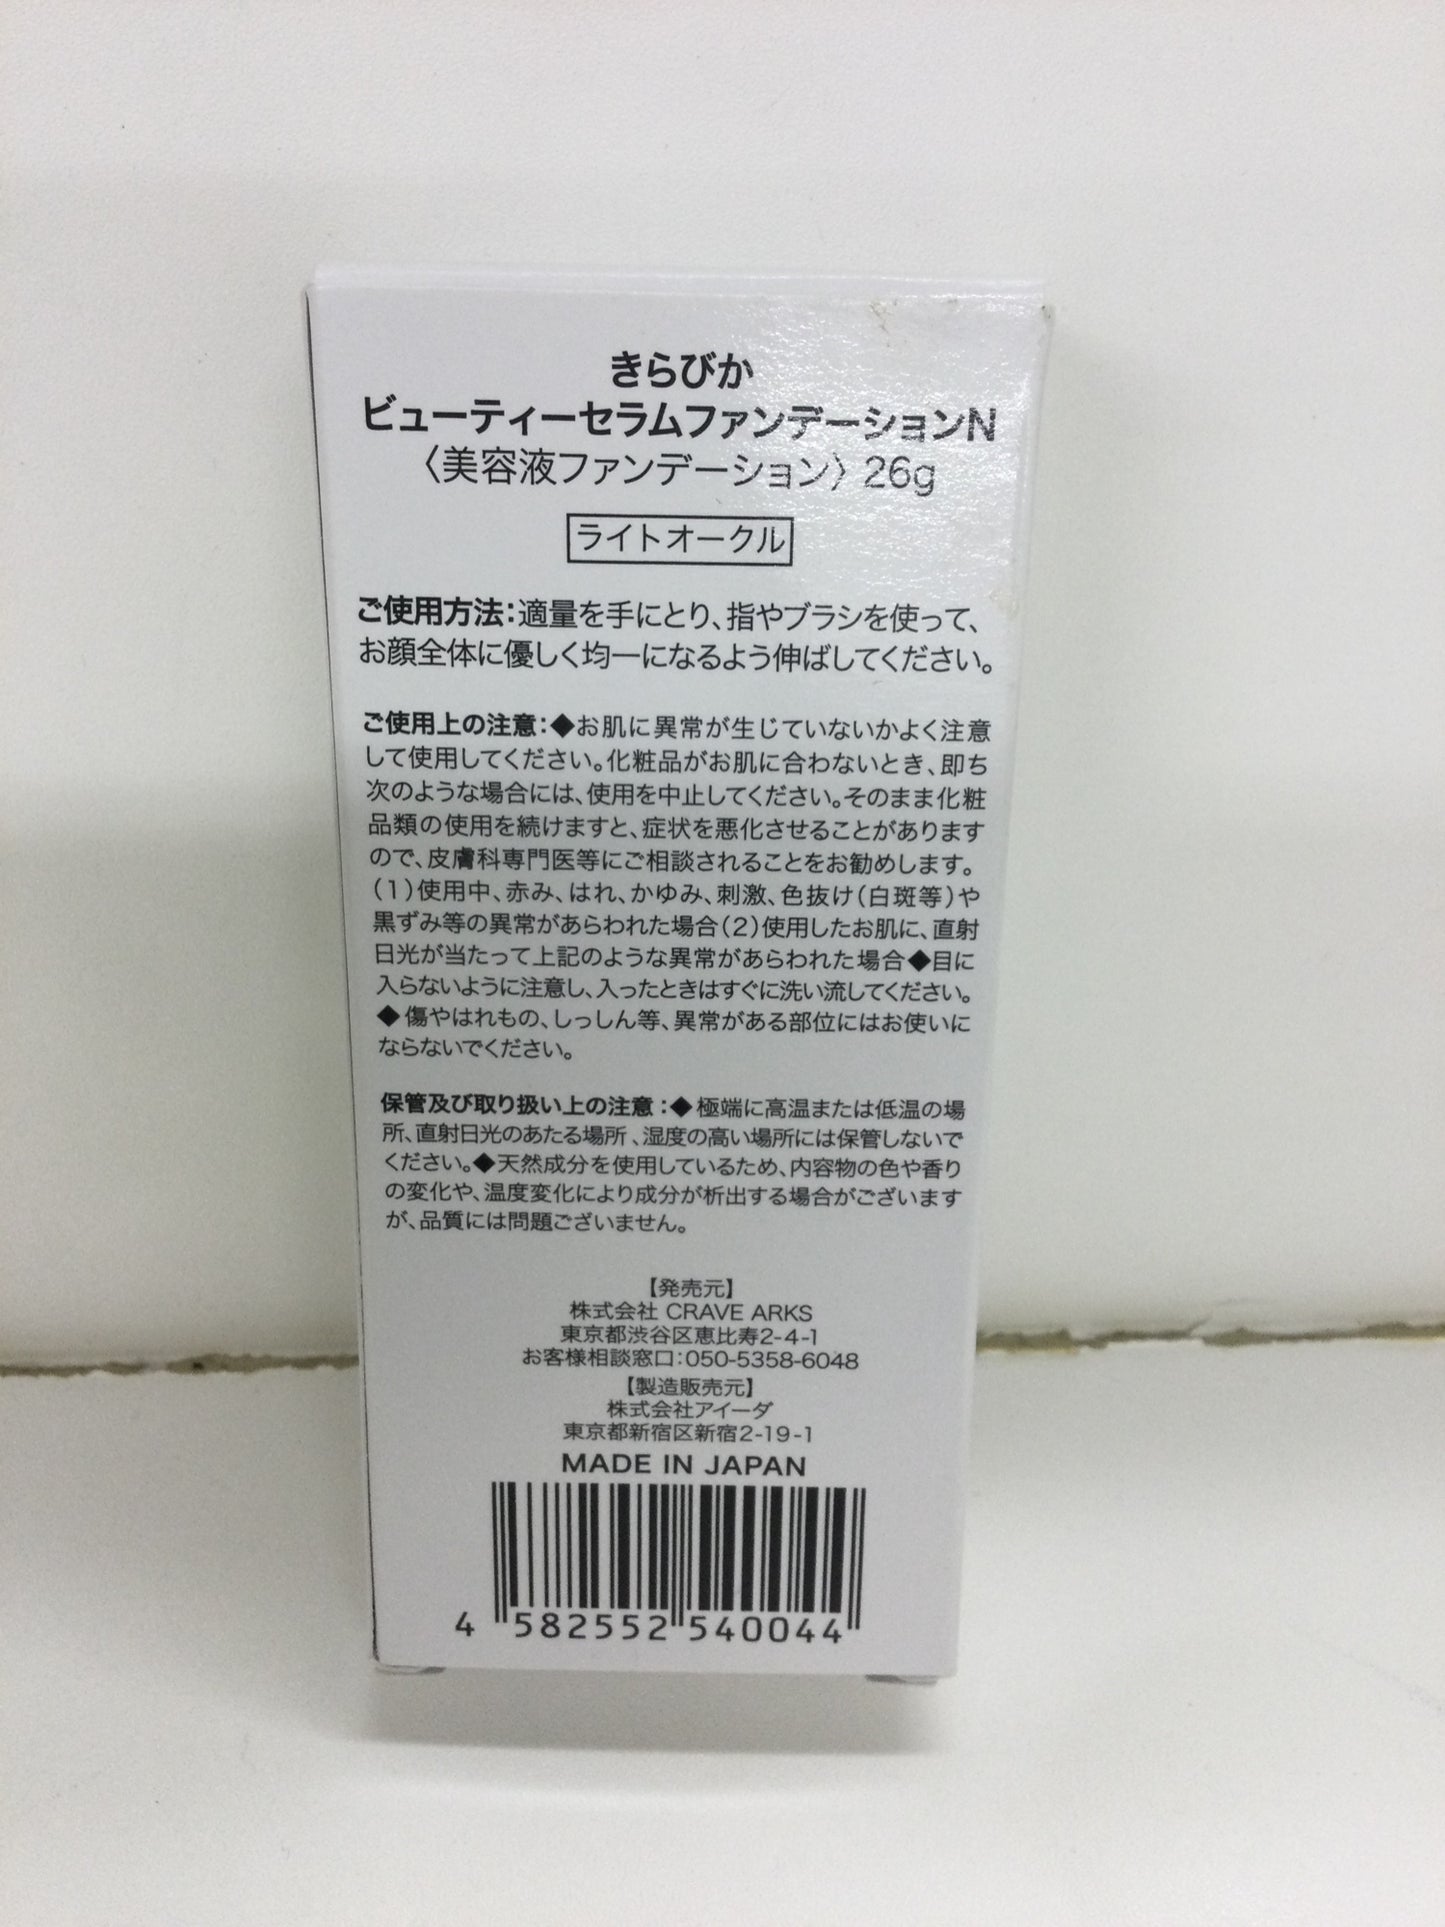 きらびか
ビューティーセラムファンデーションN
〈美容液ファンデーション〉26g
ライトオークル
ご使用方法:適量を手にとり、指やブラシを使って、
お顔全体に優しく均一になるよう伸ばしてください。
ご使用上の注意:◆お肌に異常が生じていないかよく注意
して使用してください。化粧品がお肌に合わないとき、即ち
次のような場合には、使用を中止してください。そのまま化粧
品類の使用を続けますと、症状を悪化させることがあります
ので、皮膚科専門医等にご相談されることをお勧めします。
(1)使用中、赤み、はれ、かゆみ、刺激、色抜け(白斑等)や
黒ずみ等の異常があらわれた場合(2)使用したお肌に、直射
日光が当たって上記のような異常があらわれた場合◆目に
入らないように注意し、入ったときはすぐに洗い流してください。
◆傷やはれもの、しっしん等、異常がある部位にはお使いに
ならないでください。
保管及び取り扱い上の注意:◆極端に高温または低温の場
所、直射日光のあたる場所、湿度の高い場所には保管しないで
ください。◆天然成分を使用しているため、内容物の色や香り
の変化や、温度変化により成分が析出する場合がございます
が、品質には問題ございません。
【発売元】
株式会社 CRAVE ARKS
東京都渋谷区恵比寿2-4-1
お客様相談窓口:050-5358-6048
【製造販売元】
株式会社アイーダ
東京都新宿区新宿2-19-1
MADE IN JAPAN
4 582552 540044